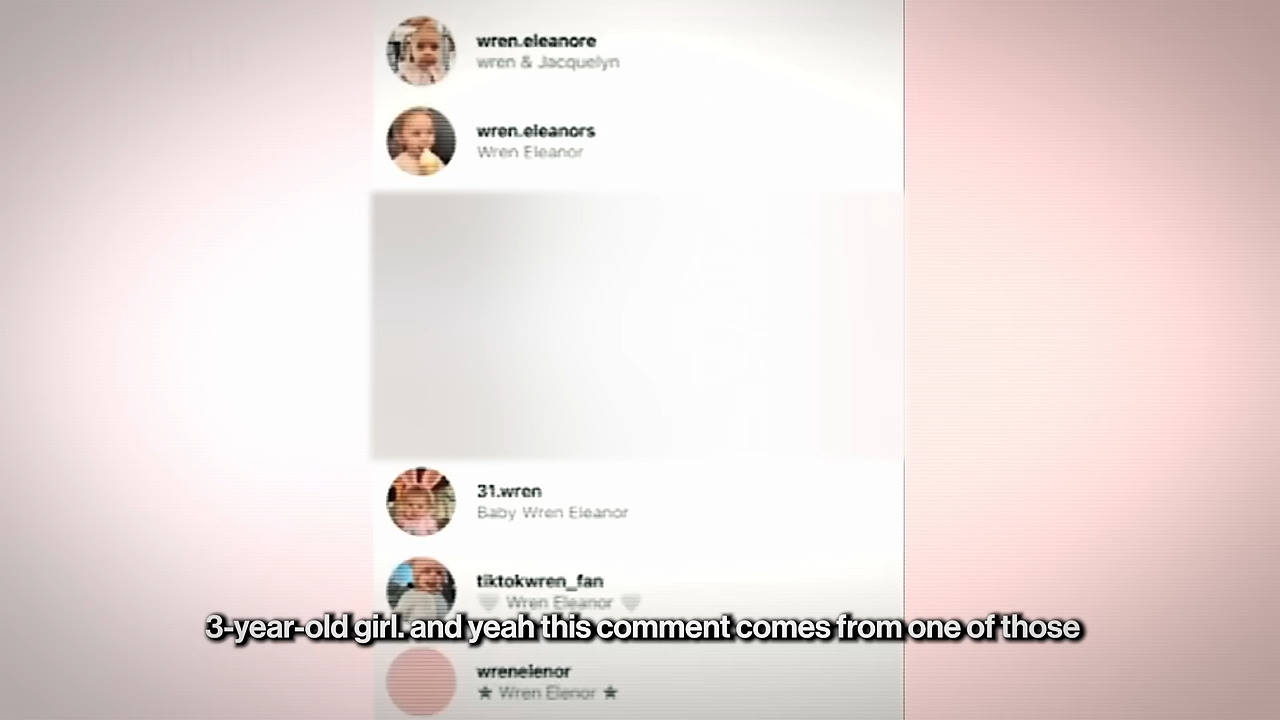 wren.eleanore
wren & Jacquelyn
wren.eleanors
Wren Eleanor
31.wren
Baby Wren Eleanor
tiktokwren_fan
🤍 Wren Eleanor 🤍
3-year-old girl. and yeah this comment comes from one of those
wrenelenor
★ Wren Elenor ★